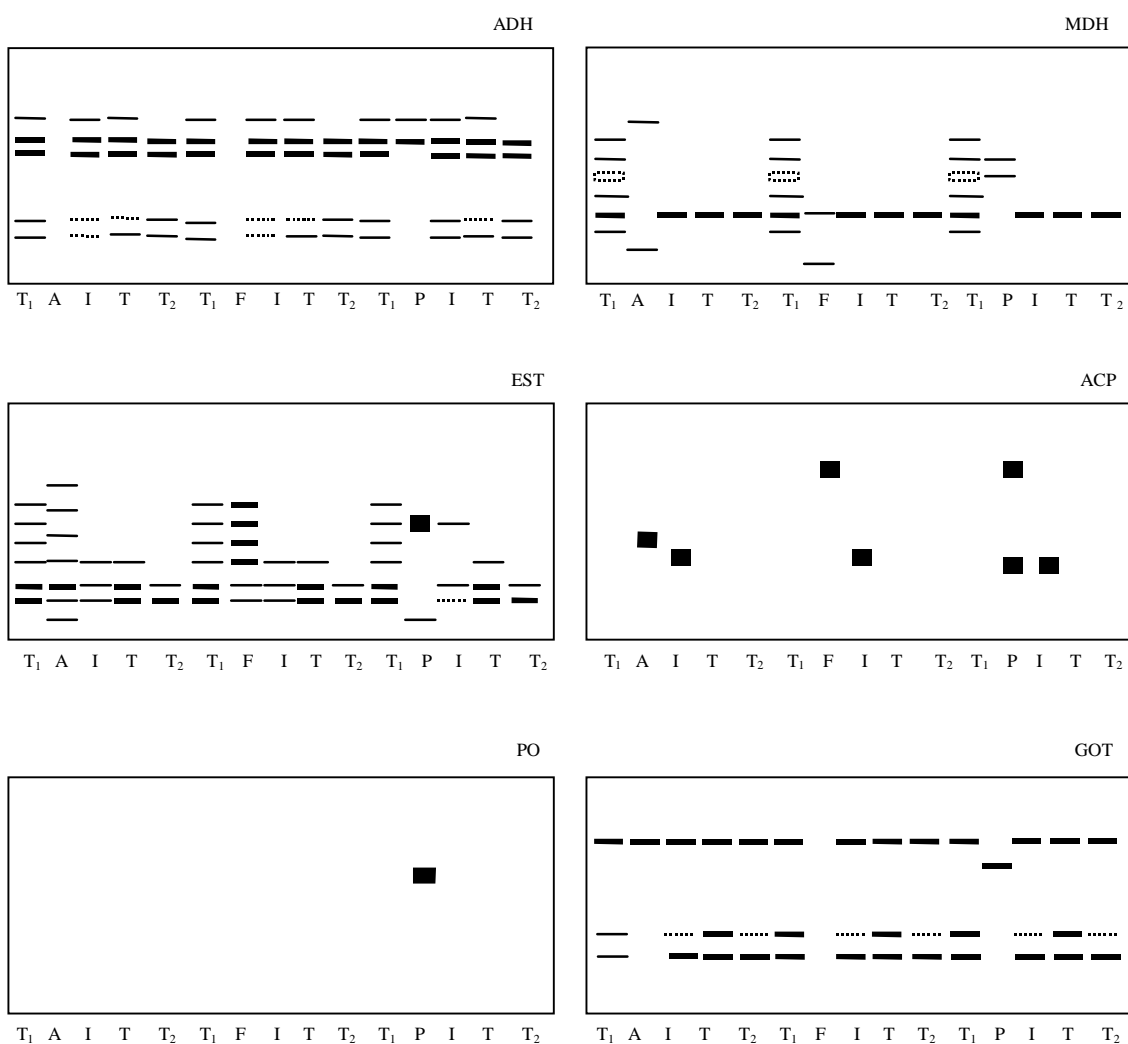 ADH MDH
T₁ A I T T₂ T₁ F I T T₂ T₁ P I T T₂ T₁ A I T T₂ T₁ F I T T₂ T₁ P I T T₂
EST ACP
T₁ A I T T₂ T₁ F I T T₂ T₁ P I T T₂ T₁ A I T T₂ T₁ F I T T₂ T₁ P I T T₂
PO GOT
T₁ A I T T₂ T₁ F I T T₂ T₁ P I T T₂ T₁ A I T T₂ T₁ F I T T₂ T₁ P I T T₂